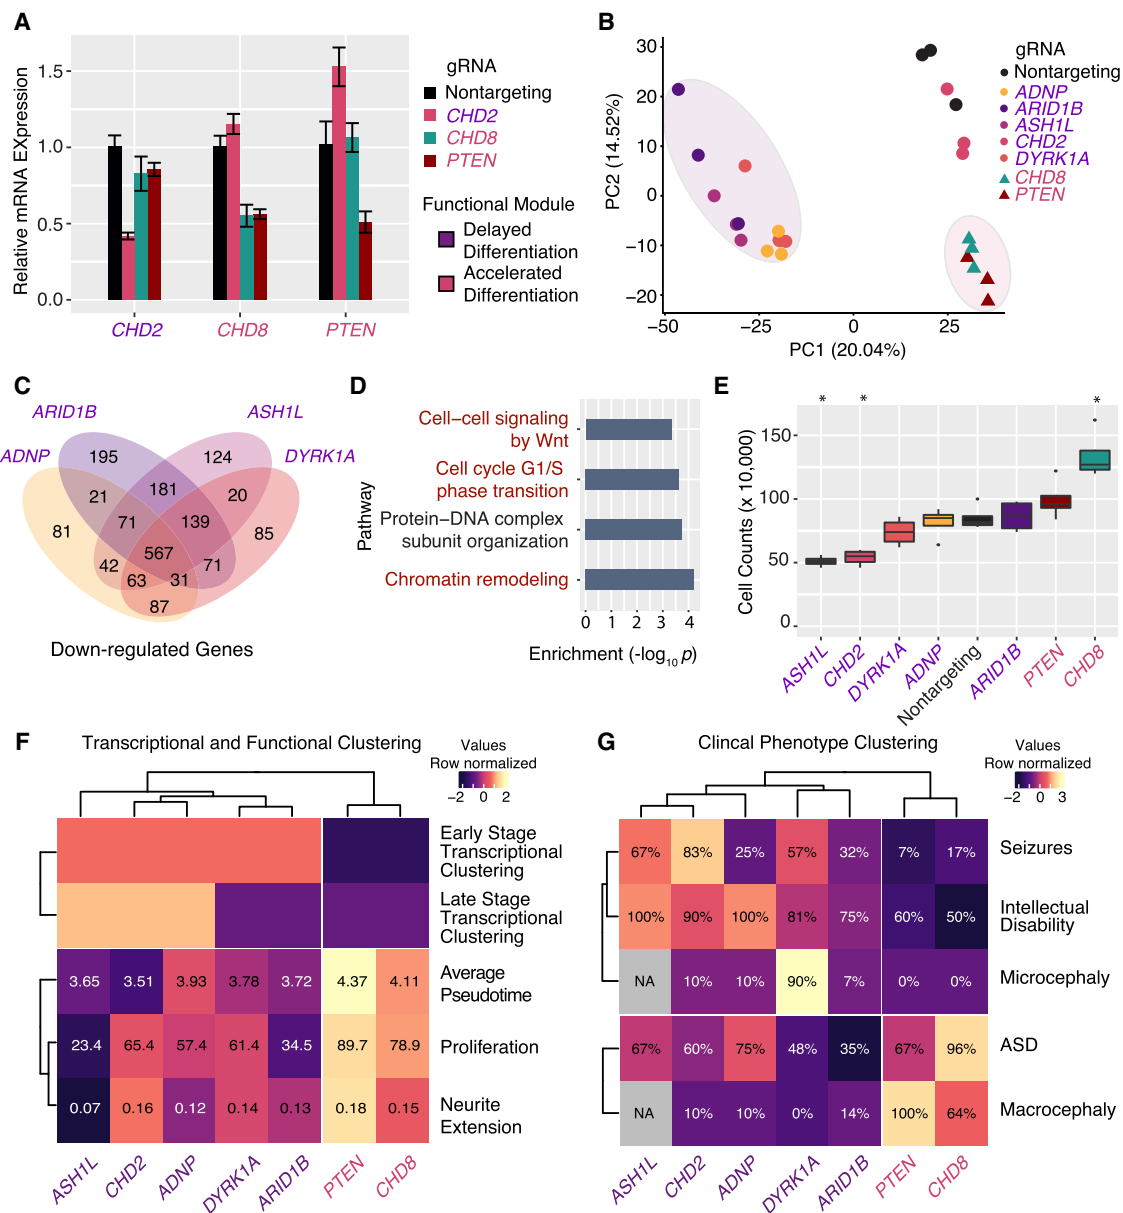 A
Relative mRNA EXpression
1.5
1.0
0.5
0.0
CHD2
CHD8
PTEN
gRNA
Nontargeting
CHD2
CHD8
PTEN
Functional Module
Delayed
Differentiation
Accelerated
Differentiation
B
PC2 (14.52%)
30
20
10
0
−10
−20
−50
−25
0
25
PC1 (20.04%)
gRNA
Nontargeting
ADNP
ARID1B
ASH1L
CHD2
DYRK1A
CHD8
PTEN
C
ARID1B
ASH1L
ADNP
DYRK1A
195
124
21
181
20
81
71
139
85
567
42
71
63
31
87
Down-regulated Genes
D
Pathway
Cell−cell signaling
by Wnt
Cell cycle G1/S
phase transition
Protein−DNA complex
subunit organization
Chromatin remodeling
0 1 2 3 4
Enrichment (-log10 p)
E
* * *
Cell Counts (x 10,000)
150
100
50
0
ASH1L
CHD2
DYRK1A
ADNP
Nontargeting
ARID1B
PTEN
CHD8
F
Transcriptional and Functional Clustering
Values
Row normalized
−2 0 2
Early Stage
Transcriptional
Clustering
Late Stage
Transcriptional
Clustering
3.65 3.51 3.93 3.78 3.72 4.37 4.11
Average
Pseudotime
23.4 65.4 57.4 61.4 34.5 89.7 78.9
Proliferation
0.07 0.16 0.12 0.14 0.13 0.18 0.15
Neurite
Extension
ASH1L
CHD2
ADNP
DYRK1A
ARID1B
PTEN
CHD8
G
Clincal Phenotype Clustering
Values
Row normalized
−2 0 3
67% 83% 25% 57% 32% 7% 17%
Seizures
100% 90% 100% 81% 75% 60% 50%
Intellectual
Disability
NA 10% 10% 90% 7% 0% 0%
Microcephaly
67% 60% 75% 48% 35% 67% 96%
ASD
NA 10% 10% 0% 14% 100% 64%
Macrocephaly
ASH1L
CHD2
ADNP
DYRK1A
ARID1B
PTEN
CHD8